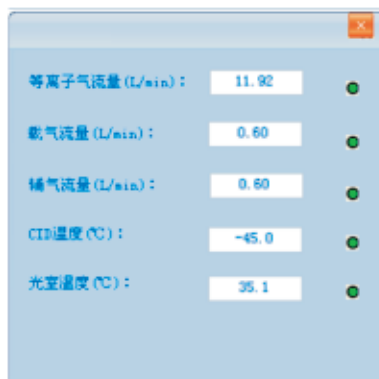 等离子气流量(L/min)： 11.92
载气流量(L/min)： 0.60
辅气流量(L/min)： 0.60
CID温度(℃)： -45.0
光室温度(℃)： 35.1